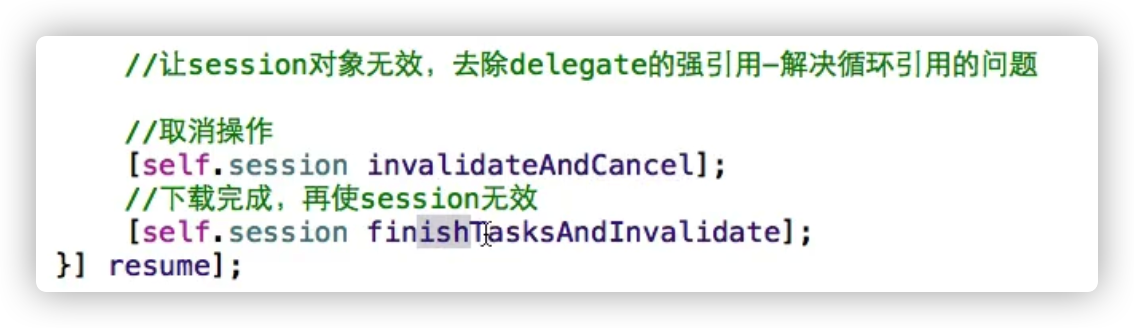 //让session对象无效，去除delegate的强引用-解决循环引用的问题
//取消操作
[self.session invalidateAndCancel];
//下载完成，再使session无效
[self.session finishTasksAndInvalidate];
}] resume];